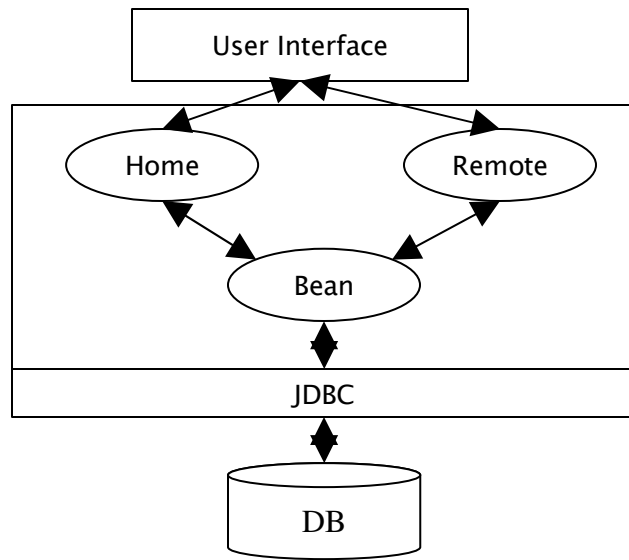 User Interface
Home
Remote
Bean
JDBC
DB